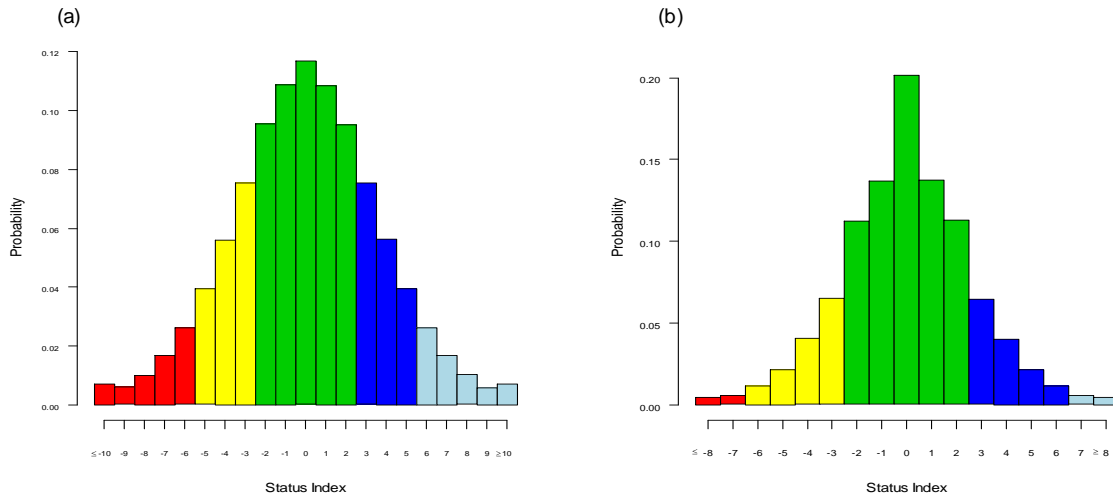 (a)
0.12
0.10
0.08
0.06
0.04
0.02
0.00
Probability
≤ -10 -9 -8 -7 -6 -5 -4 -3 -2 -1 0 1 2 3 4 5 6 7 8 9 ≥10
Status Index
(b)
0.20
0.15
0.10
0.05
0.00
Probability
≤ -8 -7 -6 -5 -4 -3 -2 -1 0 1 2 3 4 5 6 7 ≥ 8
Status Index